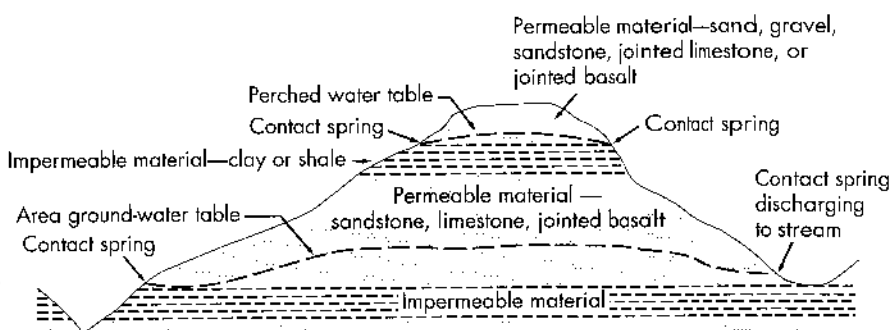 Permeable material—sand, gravel,
sandstone, jointed limestone, or
jointed basalt
Perched water table
Contact spring
Contact spring
Impermeable material—clay or shale
Permeable material—
sandstone, limestone, jointed basalt
Contact spring
discharging
to stream
Area ground-water table
Contact spring
Impermeable material